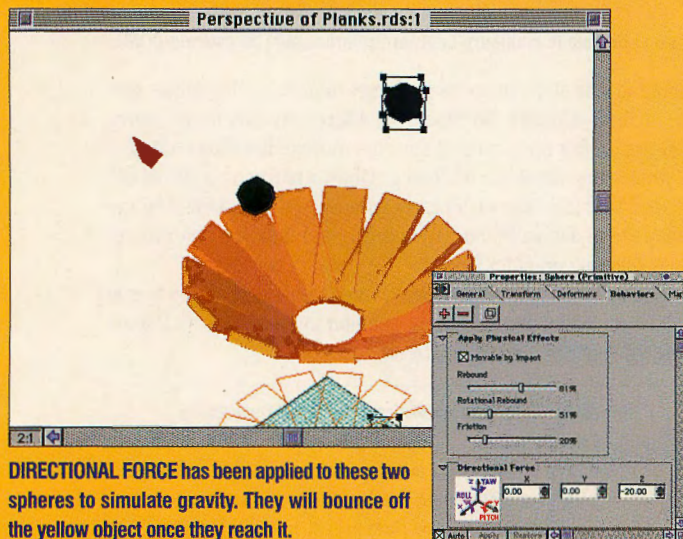 Perspective of Planks.rds:1
Properties: Sphere (Primitive)
General Transform Deformers Behaviors Map
Apply Physical Effects
Movable by Impact
Rebound
81%
Rotational Rebound
51%
Friction
20%
Directional Force
X Y Z
Z YAW
ROLL
X Y
PITCH
0.00 0.00 -20.00
Auto Apply Restore
2:1
DIRECTIONAL FORCE has been applied to these two
spheres to simulate gravity. They will bounce off
the yellow object once they reach it.